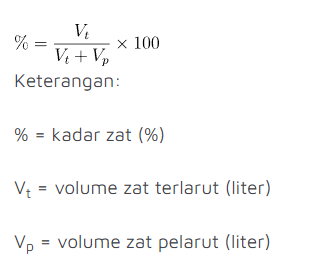 % = Vt / (Vt + Vp) × 100
Keterangan:
% = kadar zat (%)
Vt = volume zat terlarut (liter)
Vp = volume zat pelarut (liter)